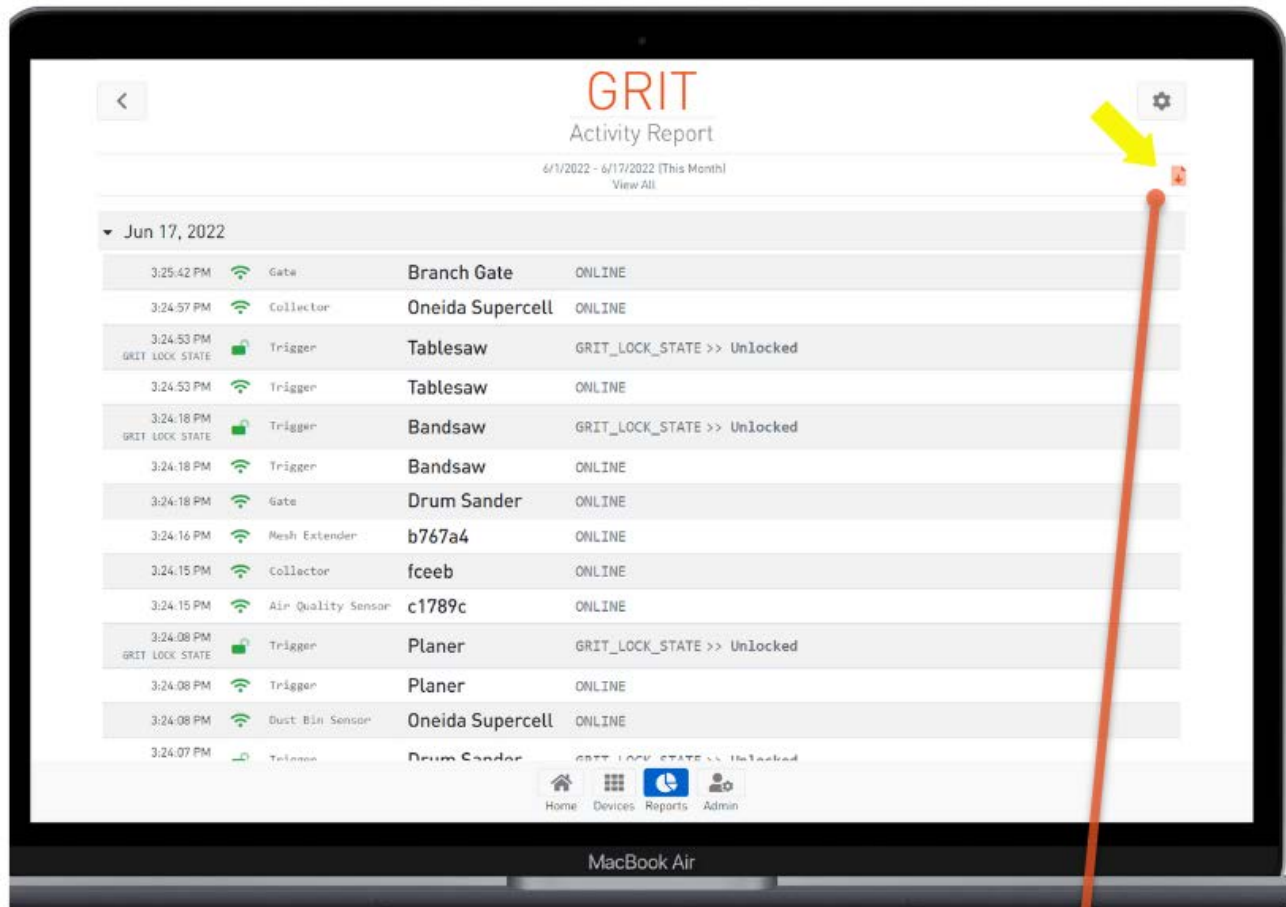 GRIT
Activity Report
6/1/2022 - 6/17/2022 (This Month)
View All
Jun 17, 2022
3:25:42 PM Gate Branch Gate ONLINE
3:24:57 PM Collector Oneida Supercell ONLINE
3:24:53 PM
GRIT LOCK STATE Trigger Tablesaw GRIT_LOCK_STATE >> Unlocked
3:24:53 PM Trigger Tablesaw ONLINE
3:24:18 PM
GRIT LOCK STATE Trigger Bandsaw GRIT_LOCK_STATE >> Unlocked
3:24:18 PM Trigger Bandsaw ONLINE
3:24:18 PM Gate Drum Sander ONLINE
3:24:16 PM Mesh Extender b767a4 ONLINE
3:24:15 PM Collector fceeb ONLINE
3:24:15 PM Air Quality Sensor c1789c ONLINE
3:24:08 PM
GRIT LOCK STATE Trigger Planer GRIT_LOCK_STATE >> Unlocked
3:24:08 PM Trigger Planer ONLINE
3:24:08 PM Dust Bin Sensor Oneida Supercell ONLINE
3:24:07 PM Trigger Drum Sander GRIT_LOCK_STATE >> Unlocked
Home Devices Reports Admin
MacBook Air